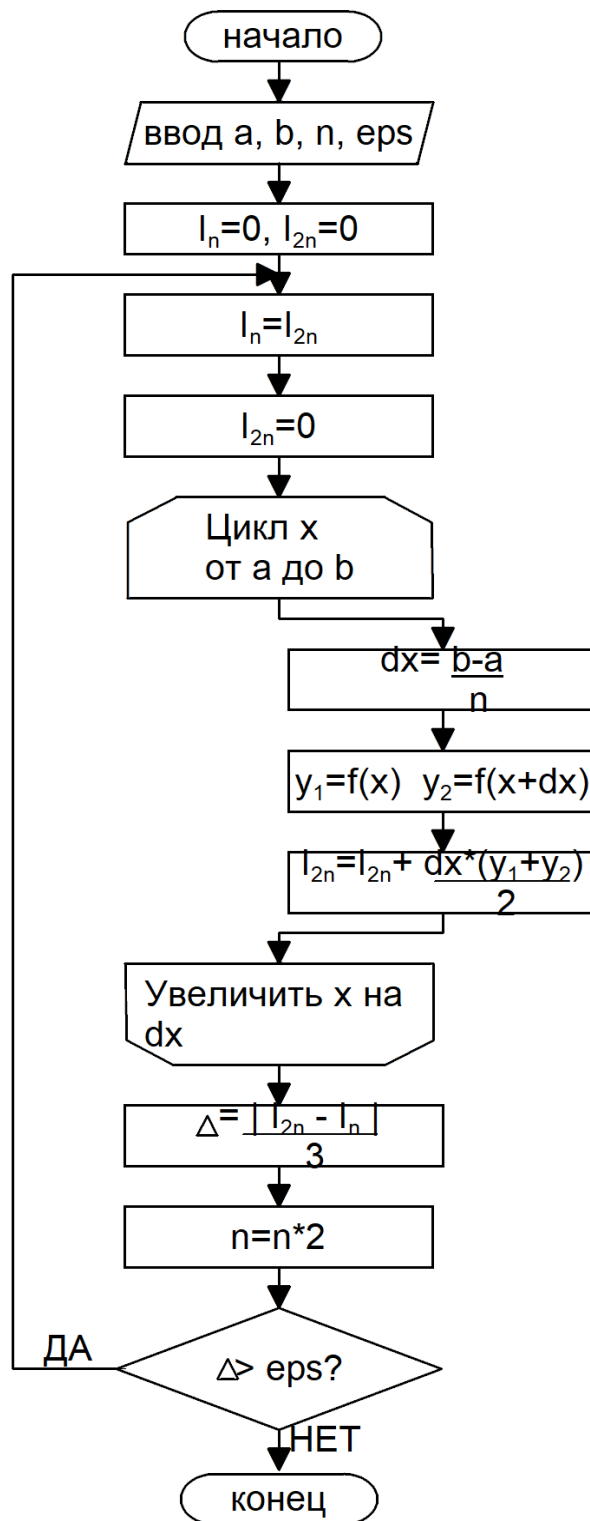 начало
ввод a, b, n, eps
Iₙ=0, I₂ₙ=0
Iₙ=I₂ₙ
I₂ₙ=0
Цикл x
от a до b
dx= b-a
n
y₁=f(x) y₂=f(x+dx)
I₂ₙ=I₂ₙ+ dx*(y₁+y₂)
2
Увеличить x на
dx
△= | I₂ₙ - Iₙ |
3
n=n*2
ДА
△> eps?
НЕТ
конец